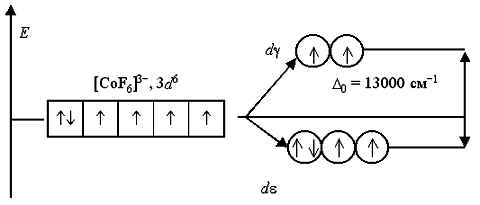 E
dγ
[CoF₆]³⁻, 3d⁶
Δ₀ = 13000 см⁻¹
↑↓ ↑ ↑ ↑ ↑
↑ ↑
↑↓ ↑ ↑
dε